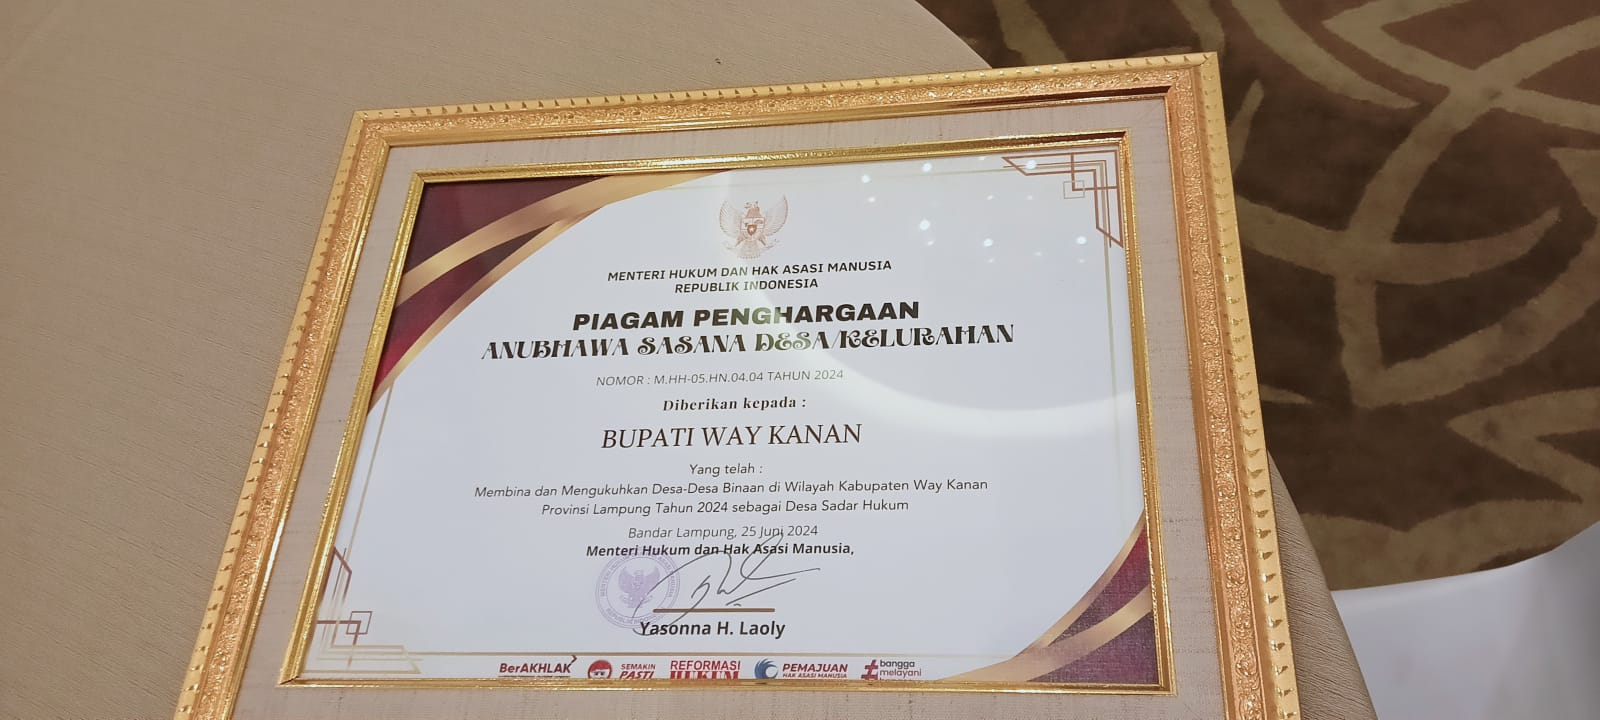 MENTERI HUKUM DAN HAK ASASI MANUSIA
REPUBLIK INDONESIA
PIAGAM PENGHARGAAN
ANUBHAWA SASANA DESA/KELURAHAN
NOMOR : M.HH-05.HN.04.04 TAHUN 2024
Diberikan kepada :
BUPATI WAY KANAN
Yang telah :
Membina dan Mengukuhkan Desa-Desa Binaan di Wilayah Kabupaten Way Kanan
Provinsi Lampung Tahun 2024 sebagai Desa Sadar Hukum
Bandar Lampung, 25 Juni 2024
Menteri Hukum dan Hak Asasi Manusia,
Yasonna H. Laoly
BerAKHLAK
SEMAKIN
PASTI
REFORMASI
HUKUM
PEMAJUAN
HAK ASASI MANUSIA
#bangga
melayani